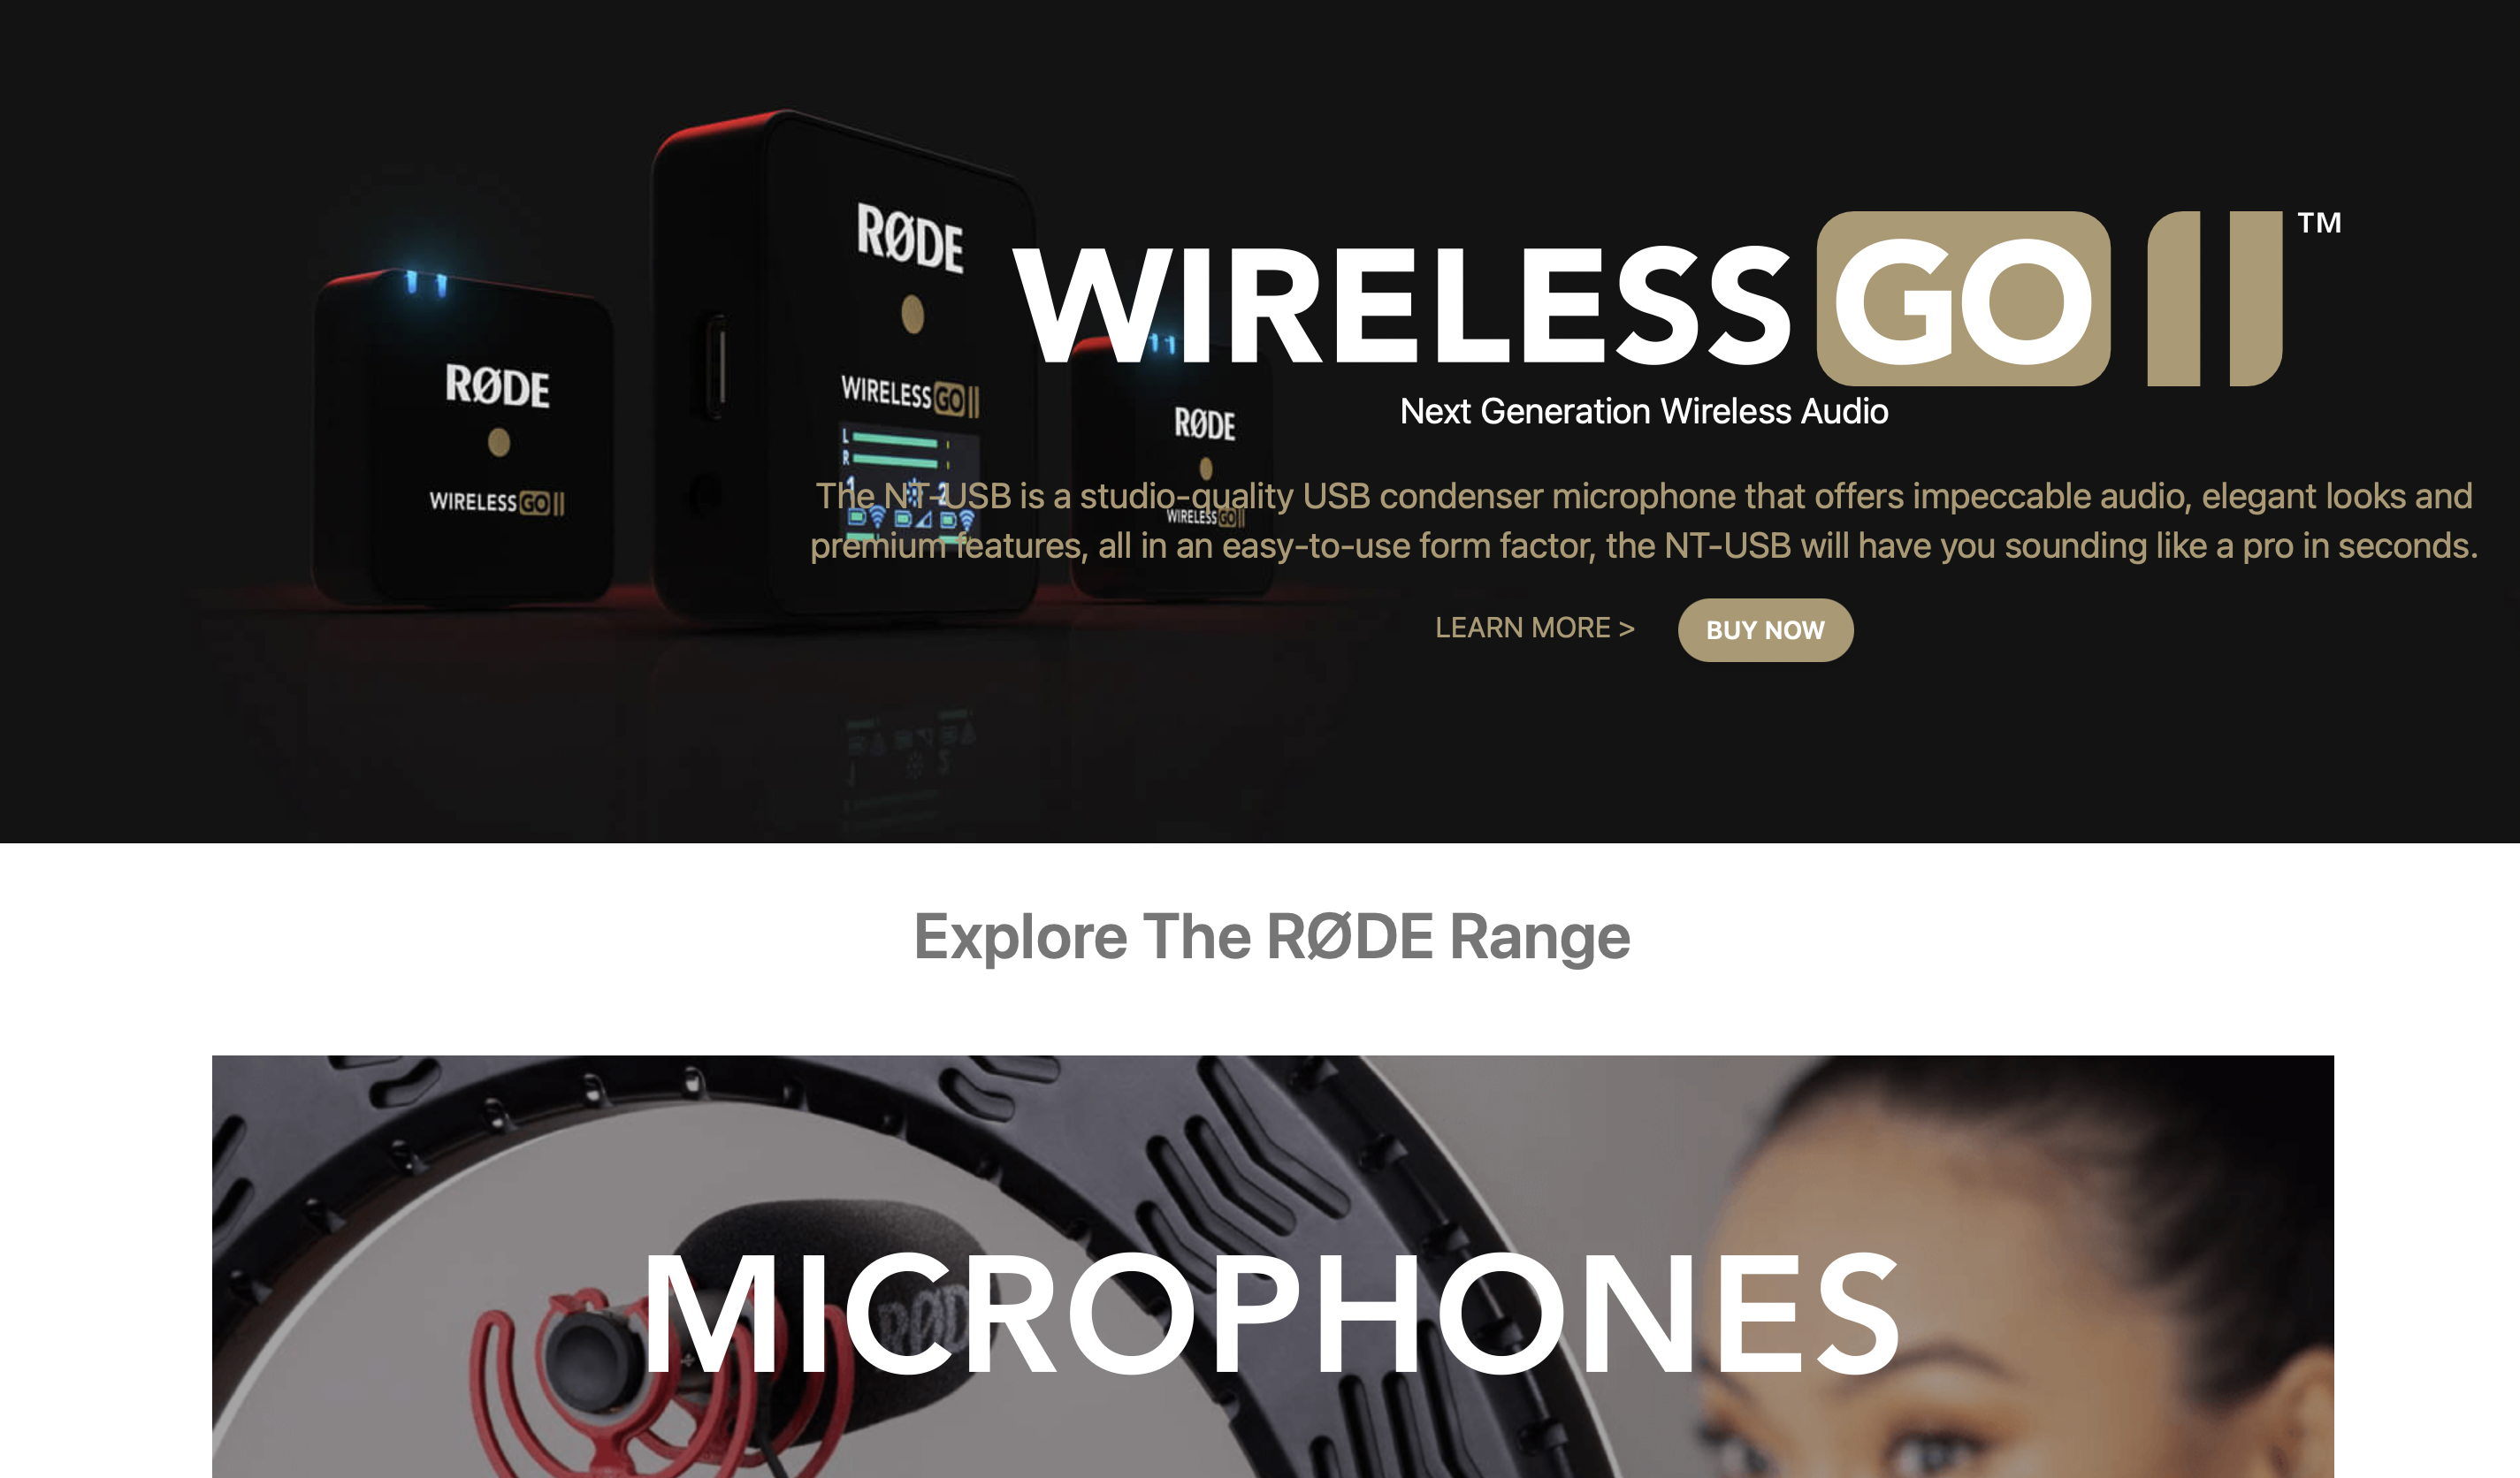 RØDE
WIRELESS GO II
RØDE
WIRELESS GO II
L
R
1 2
RØDE
WIRELESS GO II
WIRELESS GO II™
Next Generation Wireless Audio
The NT-USB is a studio-quality USB condenser microphone that offers impeccable audio, elegant looks and
premium features, all in an easy-to-use form factor, the NT-USB will have you sounding like a pro in seconds.
LEARN MORE >
BUY NOW
Explore The RØDE Range
RØDE
MICROPHONES